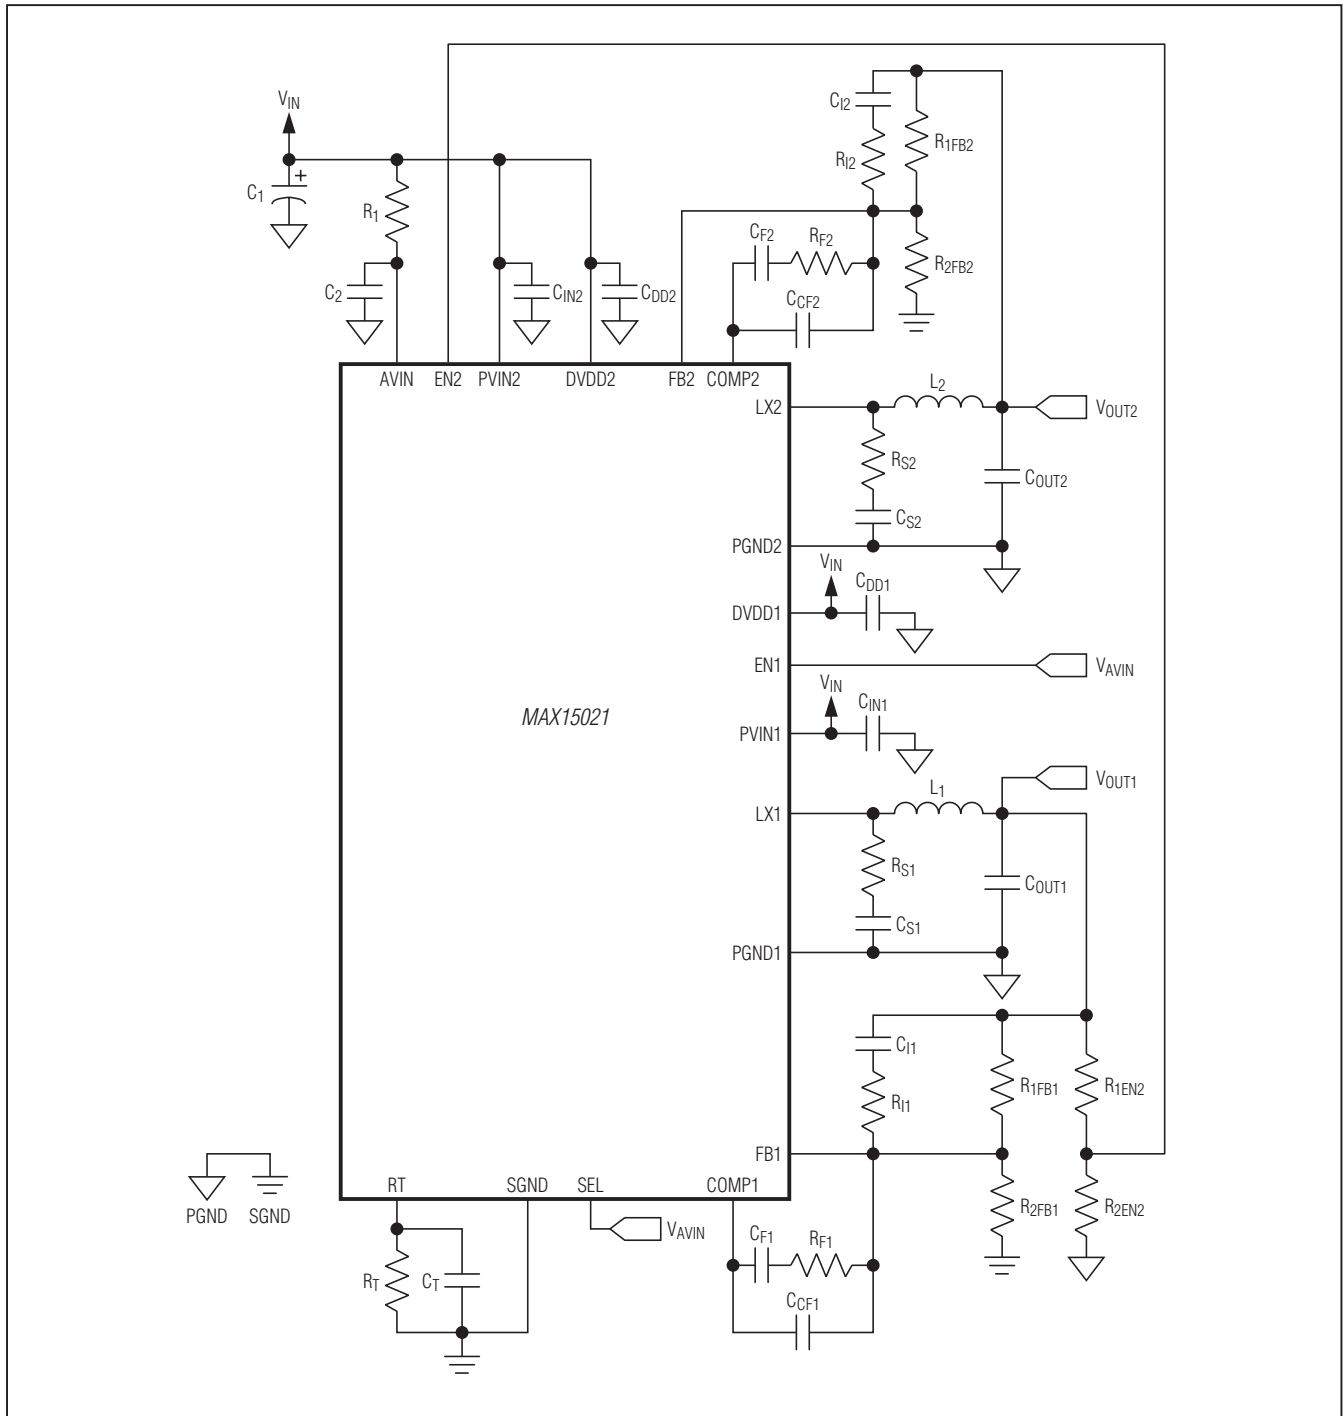 VIN
C1
+
R1
C2
CIN2
CDD2
CI2
RI2
R1FB2
CF2
RF2
R2FB2
CCF2
AVIN
EN2
PVIN2
DVDD2
FB2
COMP2
LX2
L2
VOUT2
RS2
COUT2
CS2
PGND2
VIN
CDD1
DVDD1
EN1
VAVIN
VIN
CIN1
MAX15021
PVIN1
VOUT1
L1
LX1
RS1
COUT1
CS1
PGND1
CI1
R1FB1
R1EN2
RI1
FB1
RT
SGND
SEL
COMP1
R2FB1
R2EN2
PGND
SGND
VAVIN
CF1
RF1
RT
CT
CCF1